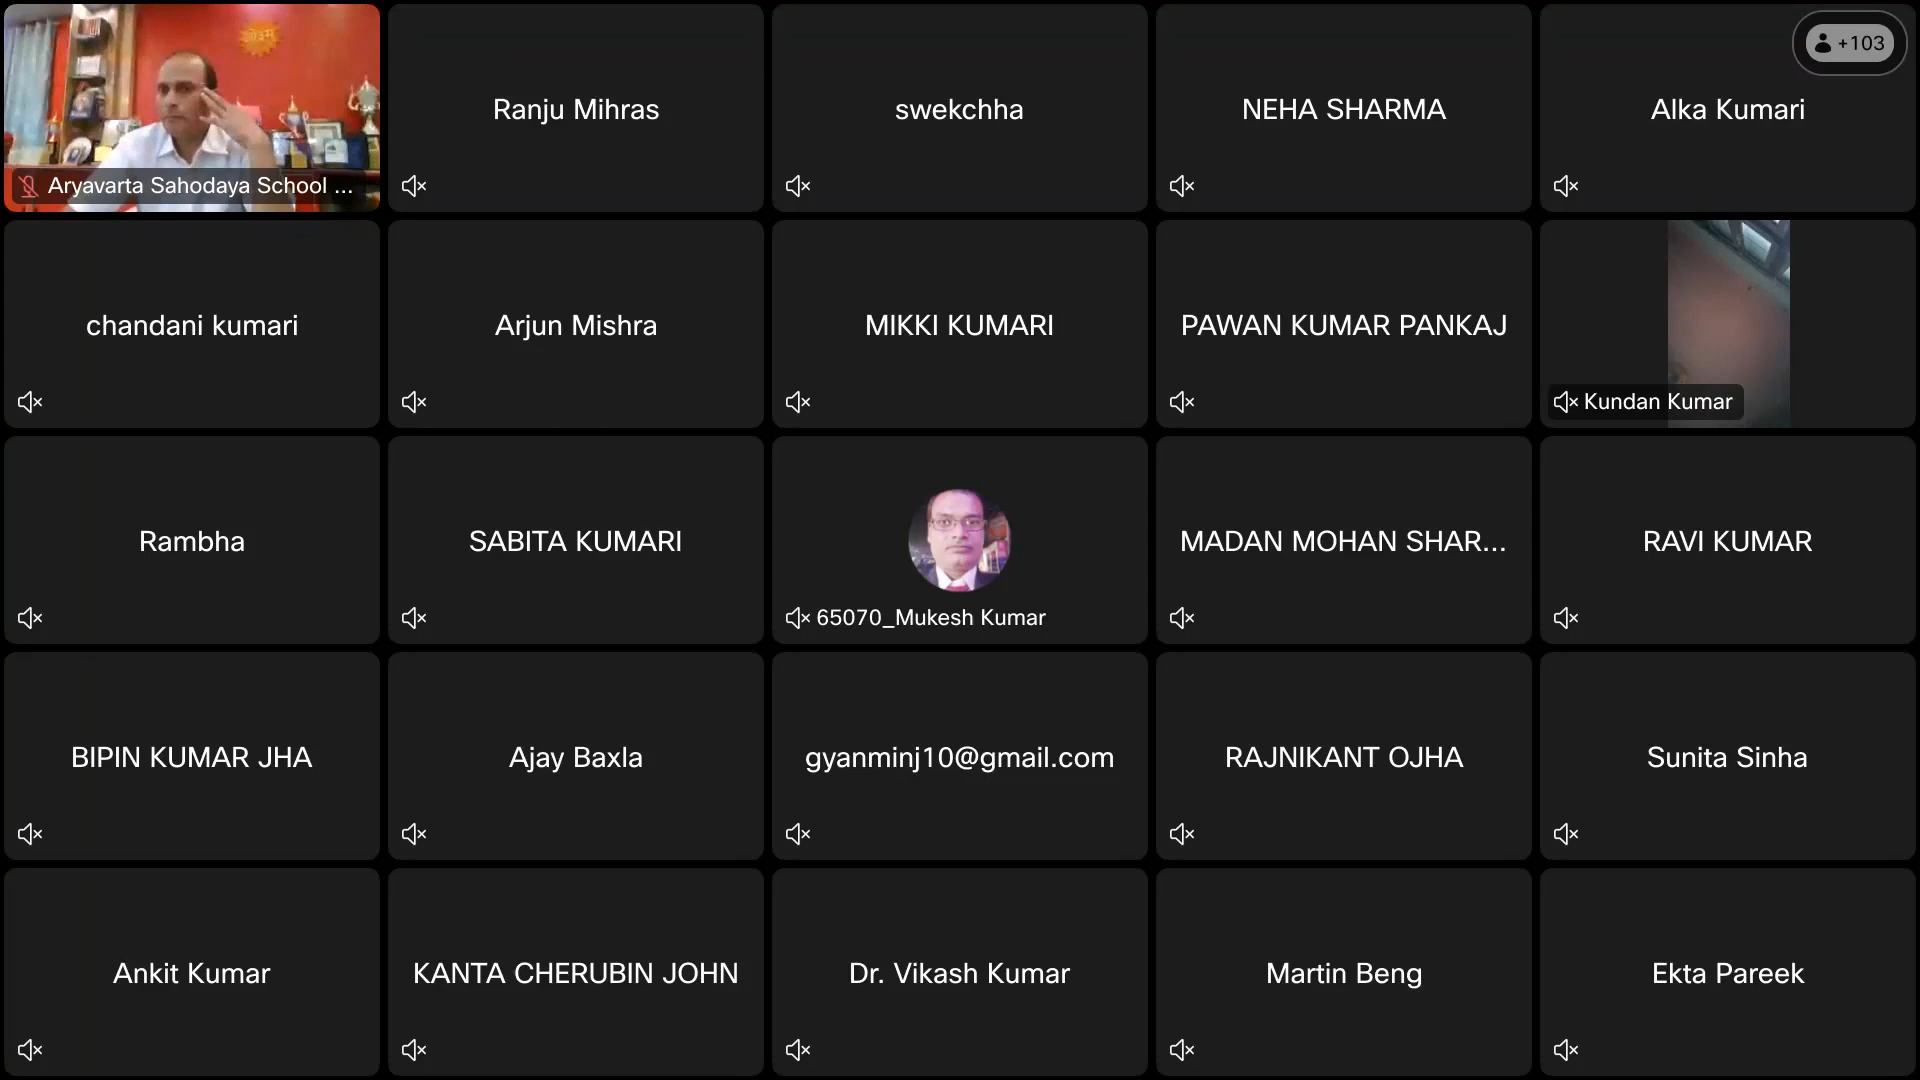 ओ३म्
+103
Aryavarta Sahodaya School ...
Ranju Mihras
swekchha
NEHA SHARMA
Alka Kumari
chandani kumari
Arjun Mishra
MIKKI KUMARI
PAWAN KUMAR PANKAJ
Kundan Kumar
Rambha
SABITA KUMARI
65070_Mukesh Kumar
MADAN MOHAN SHAR...
RAVI KUMAR
BIPIN KUMAR JHA
Ajay Baxla
gyanminj10@gmail.com
RAJNIKANT OJHA
Sunita Sinha
Ankit Kumar
KANTA CHERUBIN JOHN
Dr. Vikash Kumar
Martin Beng
Ekta Pareek